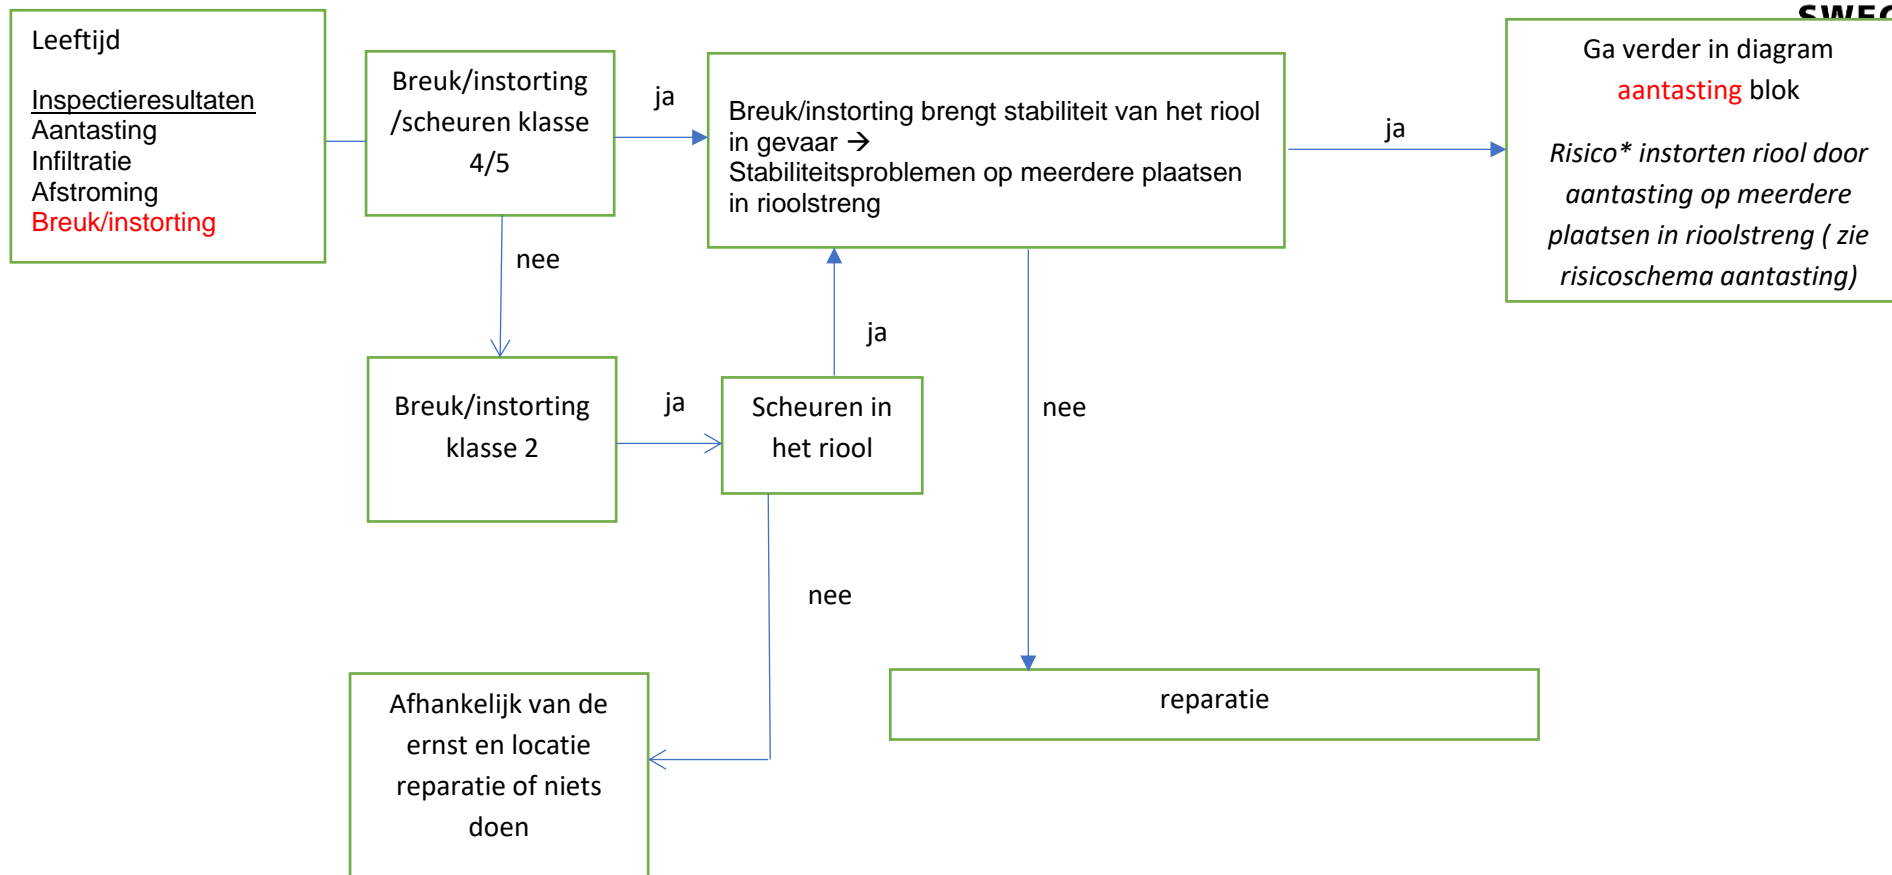 SWECO
Leeftijd
Inspectieresultaten
Aantasting
Infiltratie
Afstroming
Breuk/instorting
Breuk/instorting
/scheuren klasse
4/5
ja
Breuk/instorting brengt stabiliteit van het riool
in gevaar →
Stabiliteitsproblemen op meerdere plaatsen
in rioolstreng
ja
Ga verder in diagram
aantasting blok
Risico* instorten riool door
aantasting op meerdere
plaatsen in rioolstreng ( zie
risicoschema aantasting)
nee
Breuk/instorting
klasse 2
ja
Scheuren in
het riool
ja
nee
nee
reparatie
Afhankelijk van de
ernst en locatie
reparatie of niets
doen